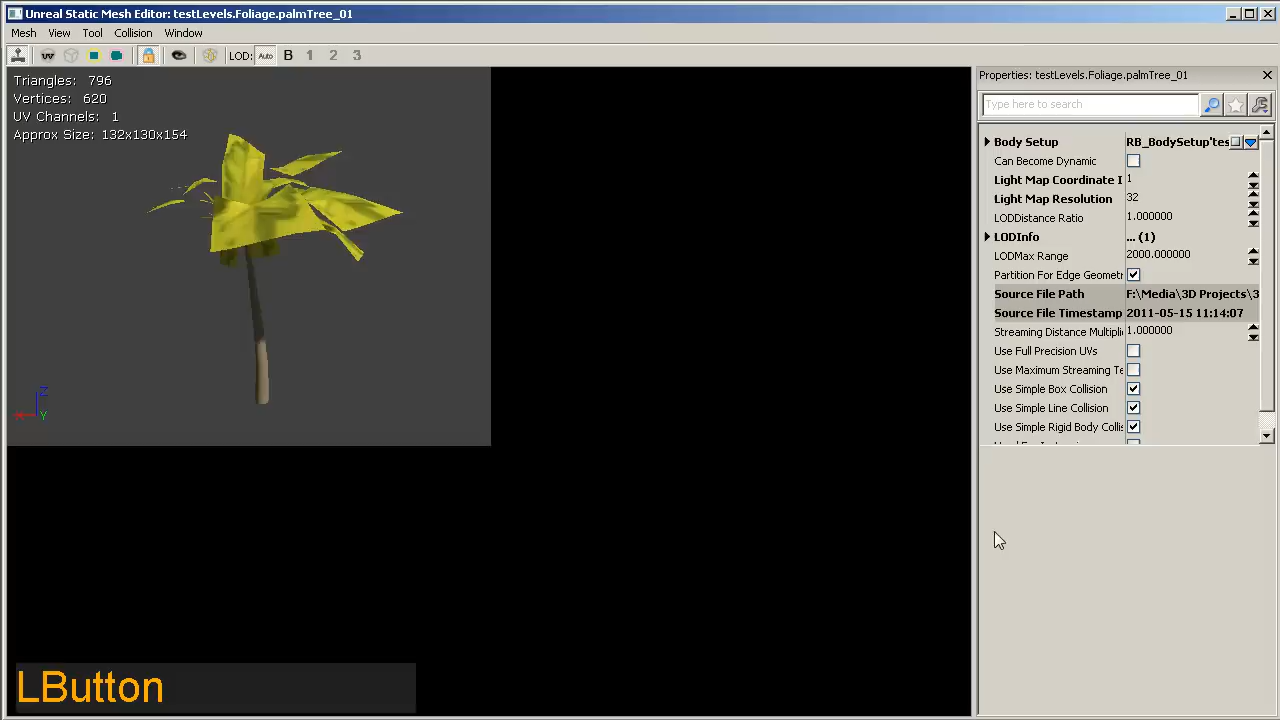 Unreal Static Mesh Editor: testLevels.Foliage.palmTree_01
Mesh View Tool Collision Window
LOD: Auto B 1 2 3
Triangles: 796
Vertices: 620
UV Channels: 1
Approx Size: 132x130x154
Z
X Y
Properties: testLevels.Foliage.palmTree_01
Type here to search
Body Setup RB_BodySetup'tes
Can Become Dynamic
Light Map Coordinate I 1
Light Map Resolution 32
LODDistance Ratio 1.000000
LODInfo ... (1)
LODMax Range 2000.000000
Partition For Edge Geometr
Source File Path F:\Media\3D Projects\3
Source File Timestamp 2011-05-15 11:14:07
Streaming Distance Multipli 1.000000
Use Full Precision UVs
Use Maximum Streaming Te
Use Simple Box Collision
Use Simple Line Collision
Use Simple Rigid Body Collis
LButton